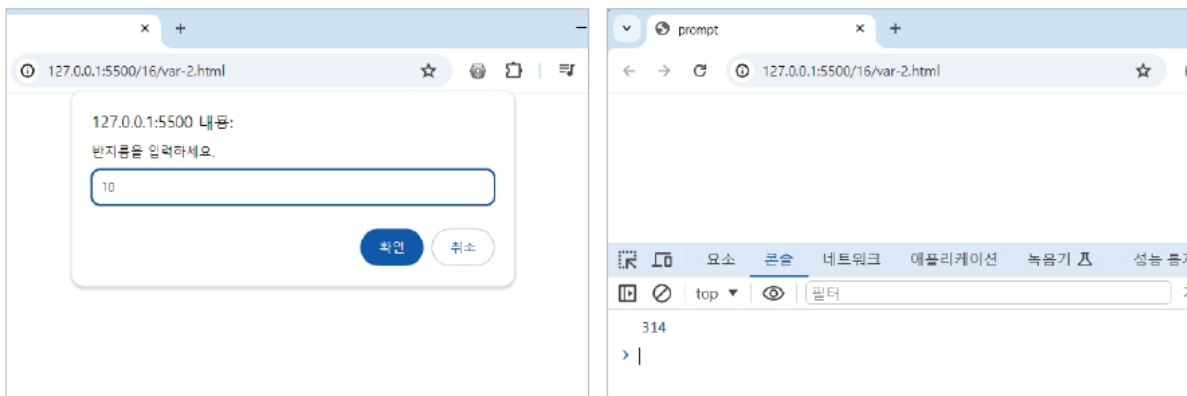 127.0.0.1:5500/16/var-2.html
127.0.0.1:5500 내용:
반지름을 입력하세요.
10
확인
취소
prompt
127.0.0.1:5500/16/var-2.html
요소 콘솔 네트워크 애플리케이션 녹음기 성능
top ▼ 필터
314
>